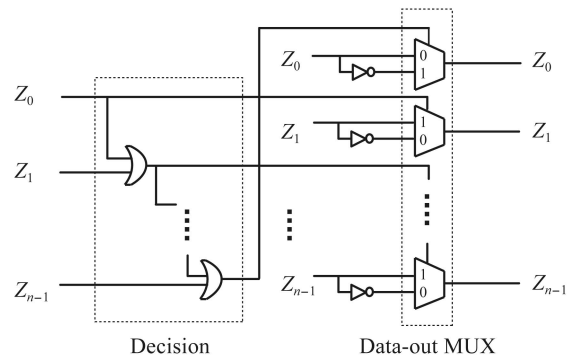 Z₀ 0 Z₀
1
Z₀
Z₁ 1 Z₁
0
Z₁
Zₙ₋₁ 1 Zₙ₋₁
0
Zₙ₋₁
Decision Data-out MUX